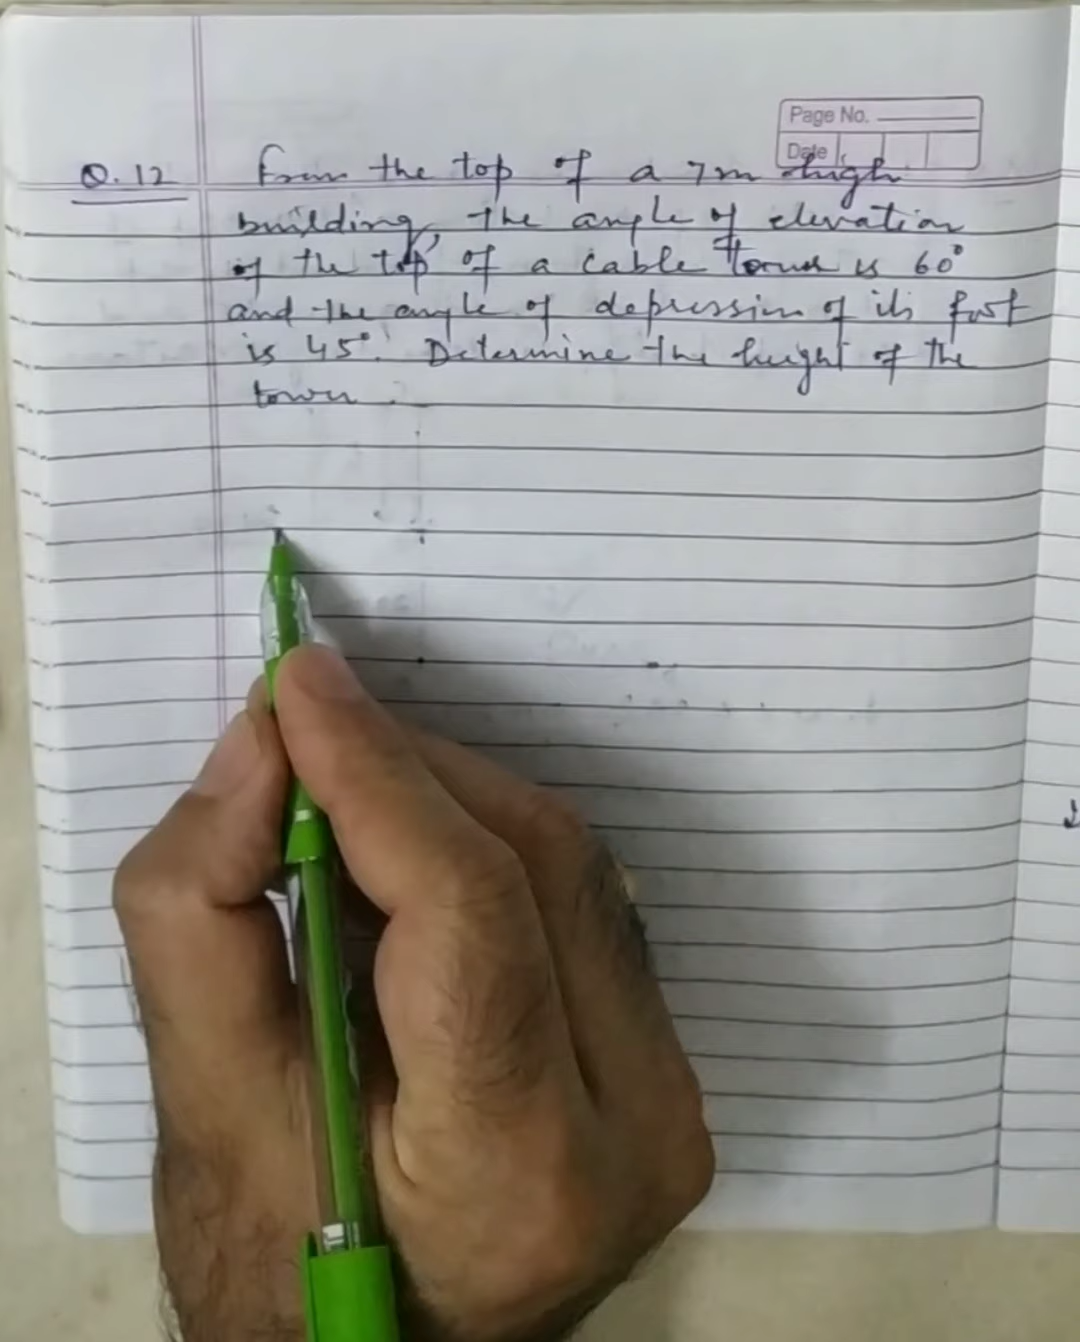 Page No.
Date
Q.12 From the top of a 7m high
building, the angle of elevation
of the top of a cable tower is 60°
and the angle of depression of its foot
is 45°. Determine the height of the
tower.